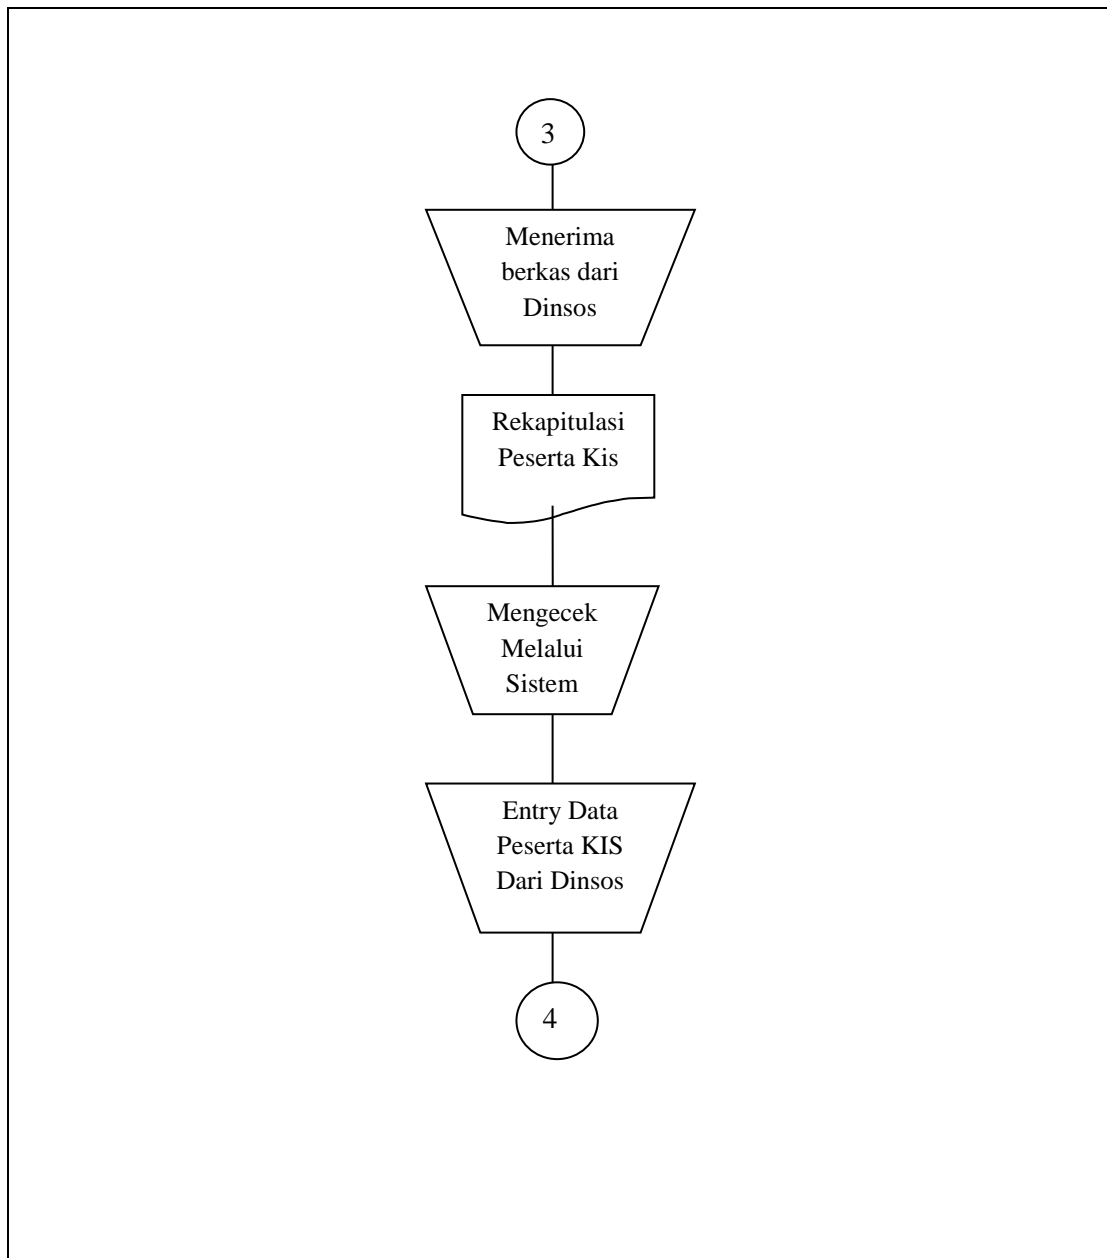 3
Menerima
berkas dari
Dinsos
Rekapitulasi
Peserta Kis
Mengecek
Melalui
Sistem
Entry Data
Peserta KIS
Dari Dinsos
4